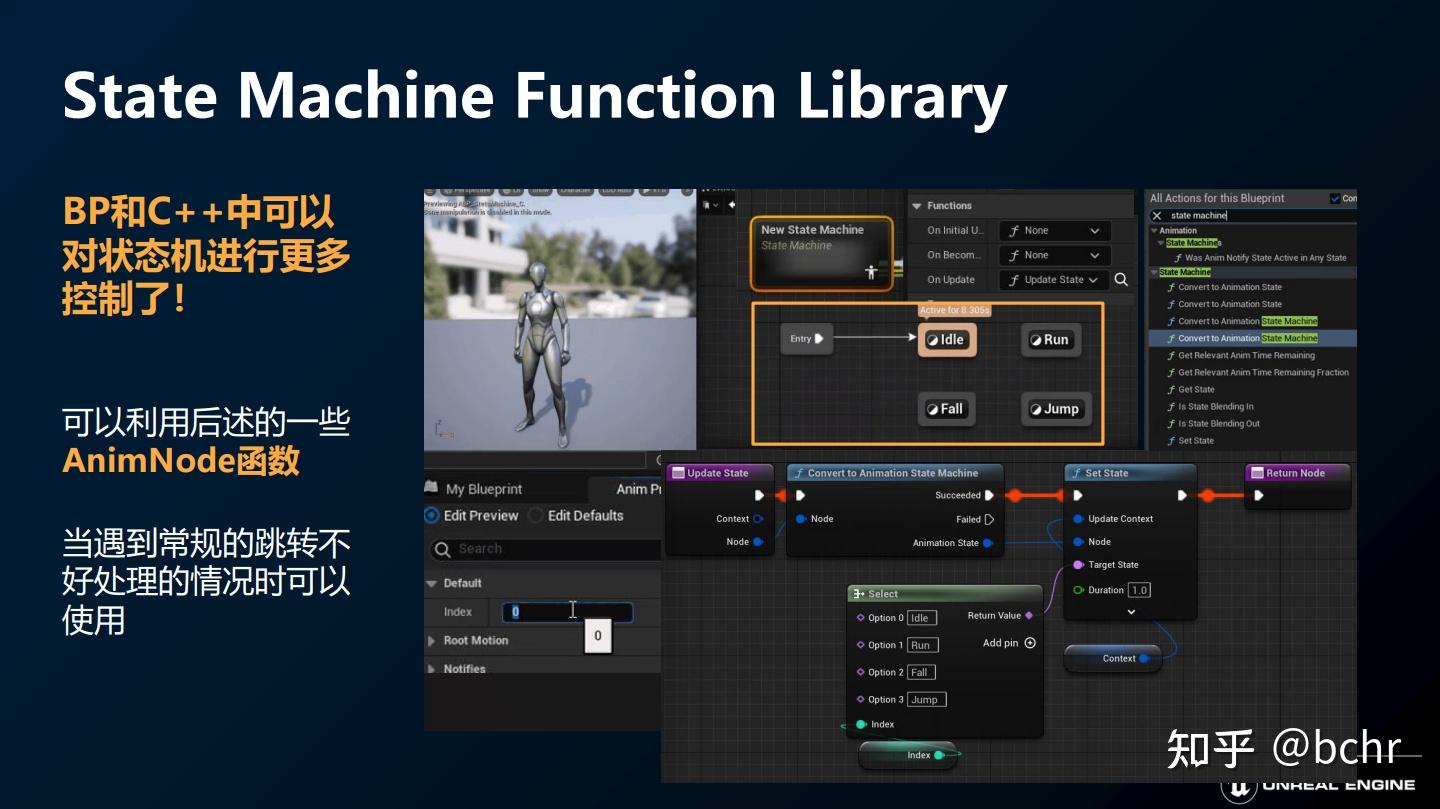 State Machine Function Library
BP和C++中可以
对状态机进行更多
控制了！
可以利用后述的一些
AnimNode函数
当遇到常规的跳转不
好处理的情况时可以
使用
Previewing ABP_StateMachine_C.
Bone manipulation is disabled in this mode.
New State Machine
State Machine
Functions
On Initial U..
None
On Becom..
None
On Update
Update State
Active for 8.305s
Entry
Idle
Run
Fall
Jump
All Actions for this Blueprint
Con
state machine
Animation
State Machines
Was Anim Notify State Active in Any State
State Machine
Convert to Animation State
Convert to Animation State
Convert to Animation State Machine
Convert to Animation State Machine
Get Relevant Anim Time Remaining
Get Relevant Anim Time Remaining Fraction
Get State
Is State Blending In
Is State Blending Out
Set State
My Blueprint
Anim Pr
Edit Preview
Edit Defaults
Search
Default
Index
0
0
Root Motion
Notifies
Update State
Context
Node
Convert to Animation State Machine
Succeeded
Node
Failed
Animation State
Set State
Update Context
Node
Target State
Duration 1.0
Return Node
Select
Option 0 Idle
Return Value
Option 1 Run
Add pin
Option 2 Fall
Option 3 Jump
Index
Index
Context
知乎 @bchr
UNREAL ENGINE